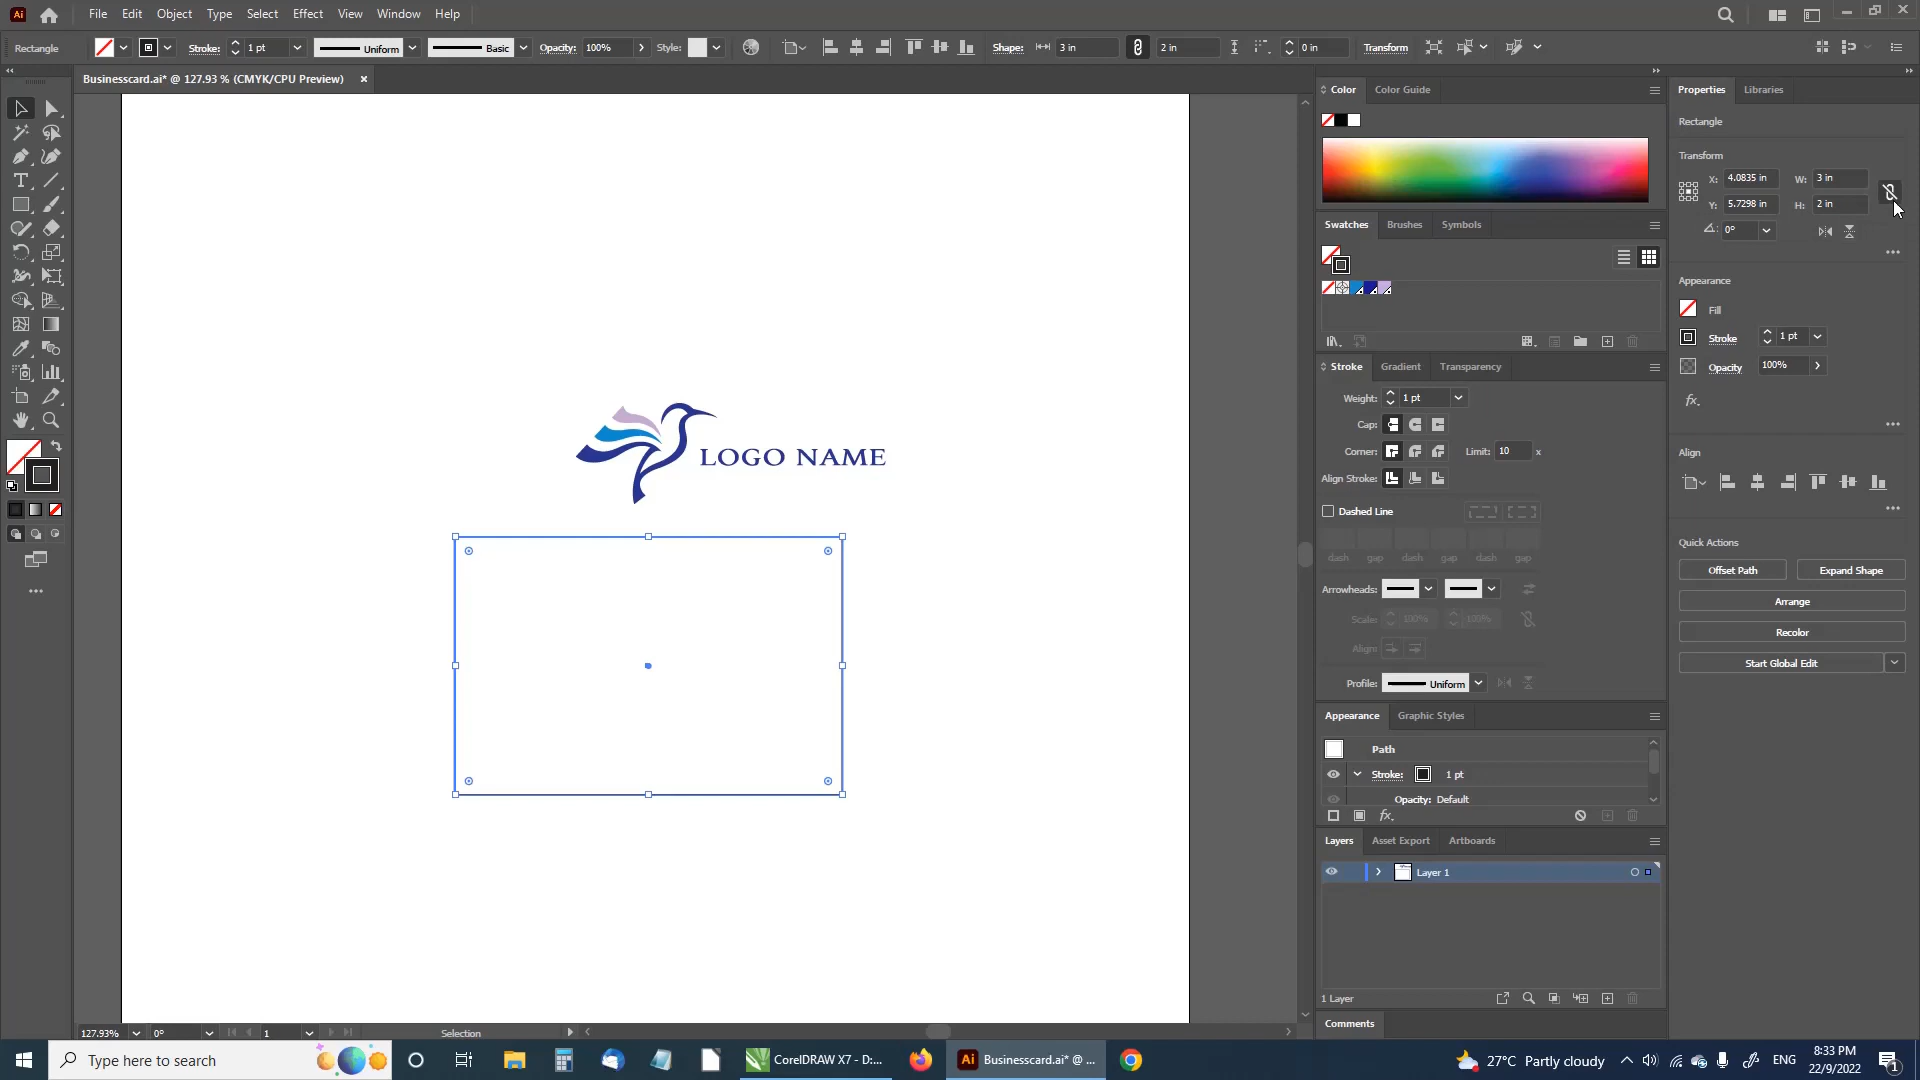 Ai File Edit Object Type Select Effect View Window Help
Rectangle Stroke: 1 pt Uniform Basic Opacity: 100% Style: Shape: 3 in 2 in 0 in Transform
Businesscard.ai* @ 127.93 % (CMYK/CPU Preview) ×
Color Color Guide
Properties Libraries
Rectangle
Transform
X: 4.0835 in W: 3 in
Y: 5.7298 in H: 2 in
0°
Swatches Brushes Symbols
Appearance
Fill
Stroke 1 pt
Opacity 100%
fx
Stroke Gradient Transparency
Weight: 1 pt
Cap:
Corner: Limit: 10 x
Align Stroke:
Dashed Line
dash gap dash gap dash gap
Arrowheads:
Scale: 100% 100%
Align:
Profile: Uniform
Align
Quick Actions
Offset Path Expand Shape
Arrange
Recolor
Start Global Edit
LOGO NAME
Appearance Graphic Styles
Path
Stroke: 1 pt
Opacity: Default
fx
Layers Asset Export Artboards
Layer 1
1 Layer
Comments
127.93% 0° 1 Selection
Type here to search
CorelDRAW X7 - D:...
Ai Businesscard.ai* @ ...
27°C Partly cloudy ENG 8:33 PM
22/9/2022
1